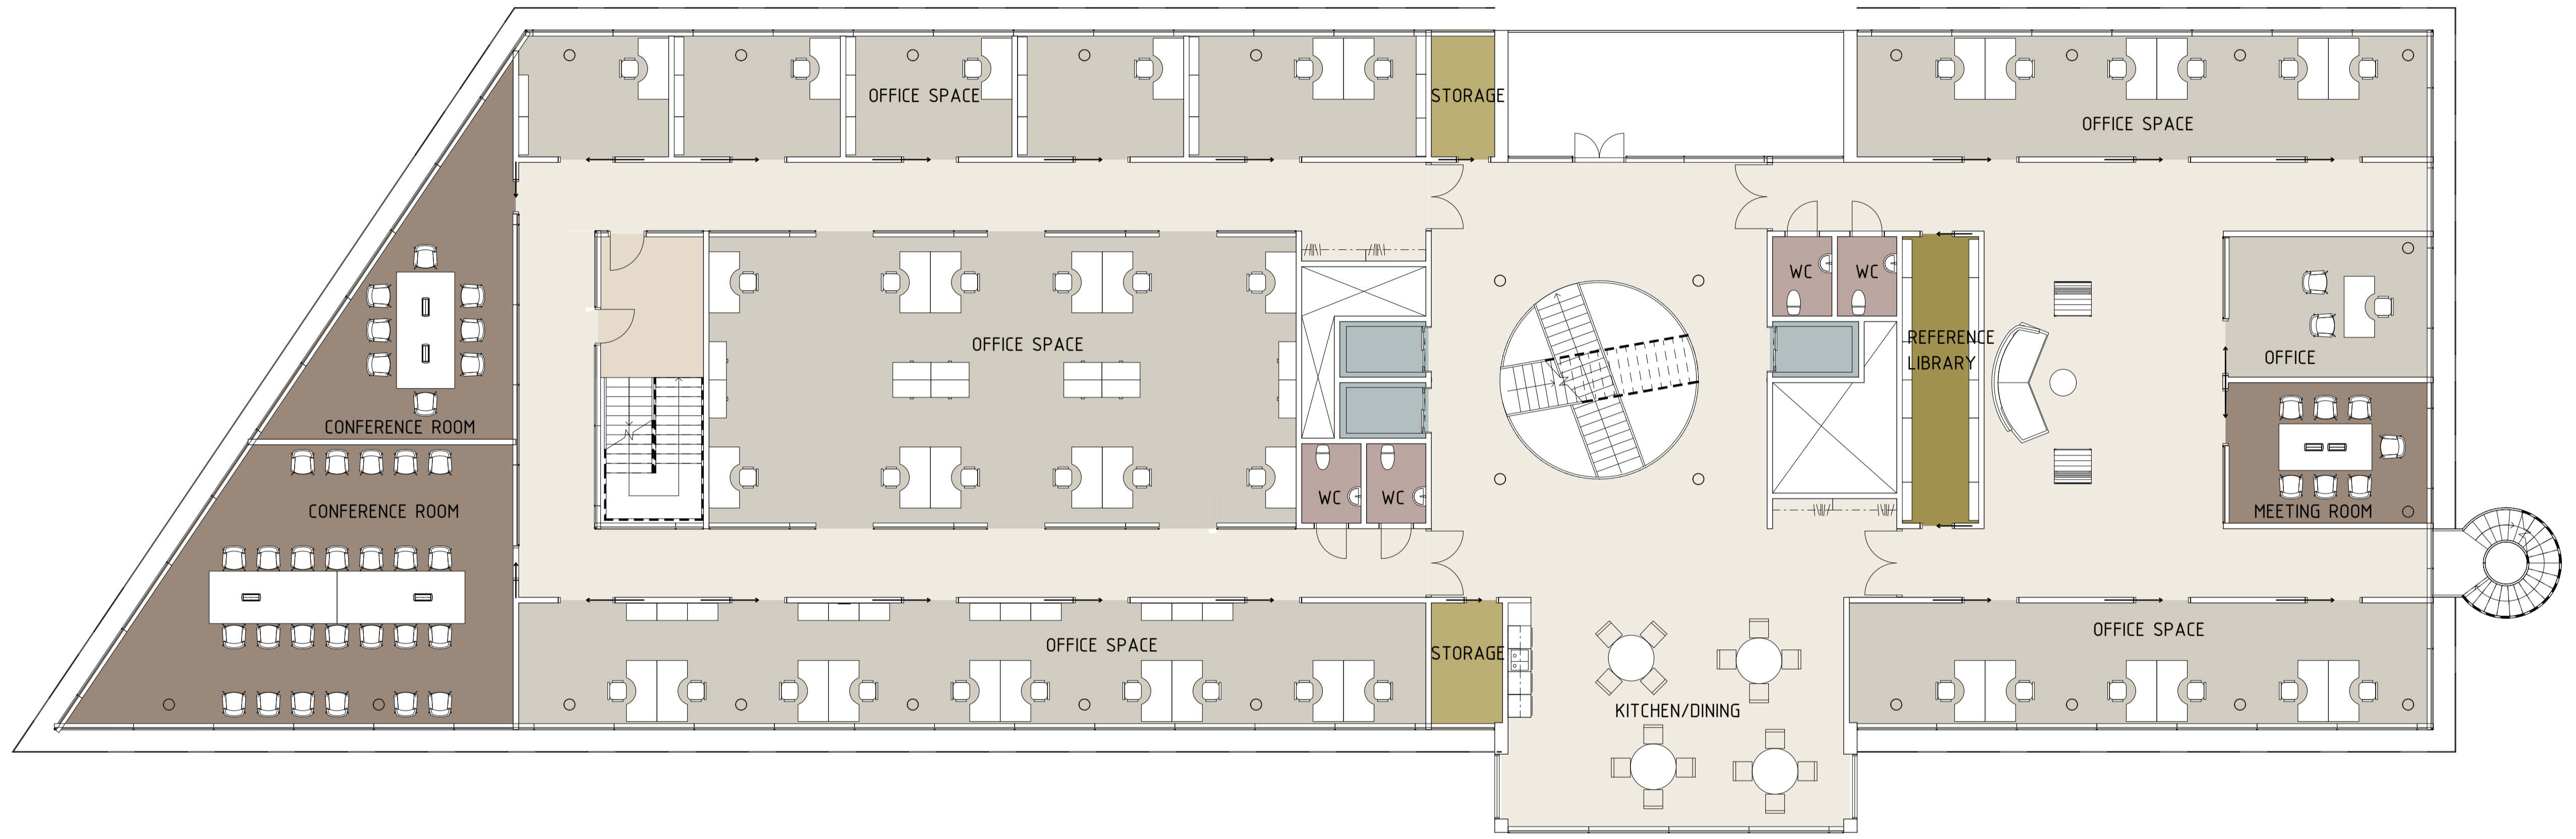 OFFICE SPACE
STORAGE
OFFICE SPACE
WC
WC
OFFICE SPACE
REFERENCE
LIBRARY
OFFICE
CONFERENCE ROOM
CONFERENCE ROOM
WC
WC
MEETING ROOM
OFFICE SPACE
STORAGE
OFFICE SPACE
KITCHEN/DINING